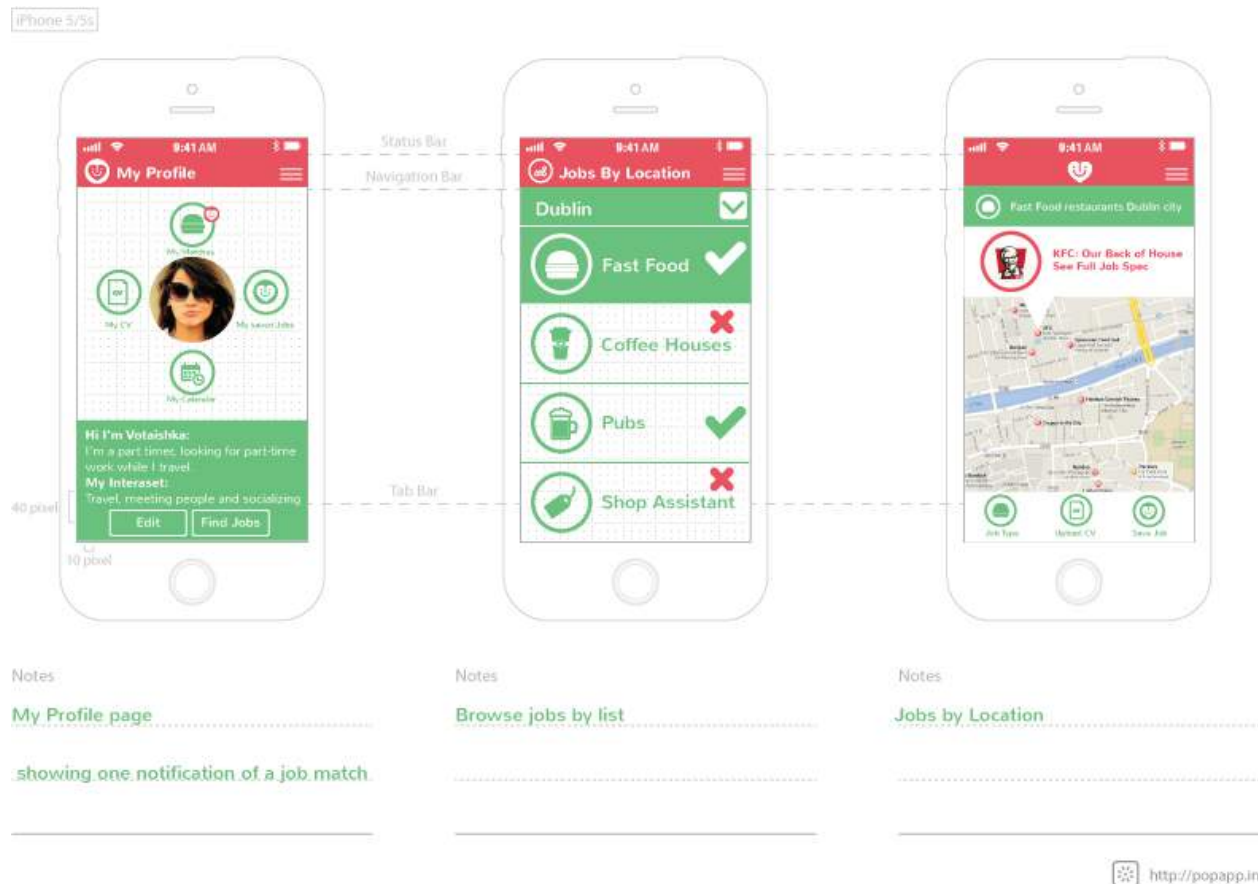 iPhone 5/5s
9:41 AM
My Profile
My Matches
CV
My CV
My saved Jobs
My Calendar
Hi I'm Votaishka:
I'm a part timer, looking for part-time
work while I travel.
My Interaset:
Travel, meeting people and socializing
Edit
Find Jobs
40 pixel
10 pixel
Status Bar
Navigation Bar
Tab Bar
9:41 AM
Jobs By Location
Dublin
Fast Food
Coffee Houses
Pubs
Shop Assistant
9:41 AM
Fast Food restaurants Dublin city
KFC: Our Back of House
See Full Job Spec
Job Type
Upload CV
Save Job
Notes
My Profile page
showing one notification of a job match
Notes
Browse jobs by list
Notes
Jobs by Location
http://popapp.in